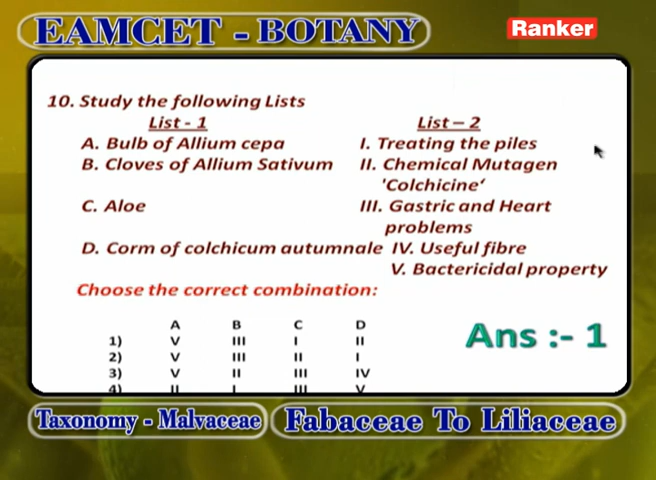 EAMCET - BOTANY
Ranker
10. Study the following Lists
List - 1 List – 2
A. Bulb of Allium cepa I. Treating the piles
B. Cloves of Allium Sativum II. Chemical Mutagen
'Colchicine‘
C. Aloe III. Gastric and Heart
problems
D. Corm of colchicum autumnale IV. Useful fibre
V. Bactericidal property
Choose the correct combination:
A B C D
1) V III I II
2) V III II I
3) V II III IV
4) II I III V
Ans :- 1
Taxonomy - Malvaceae
Fabaceae To Liliaceae